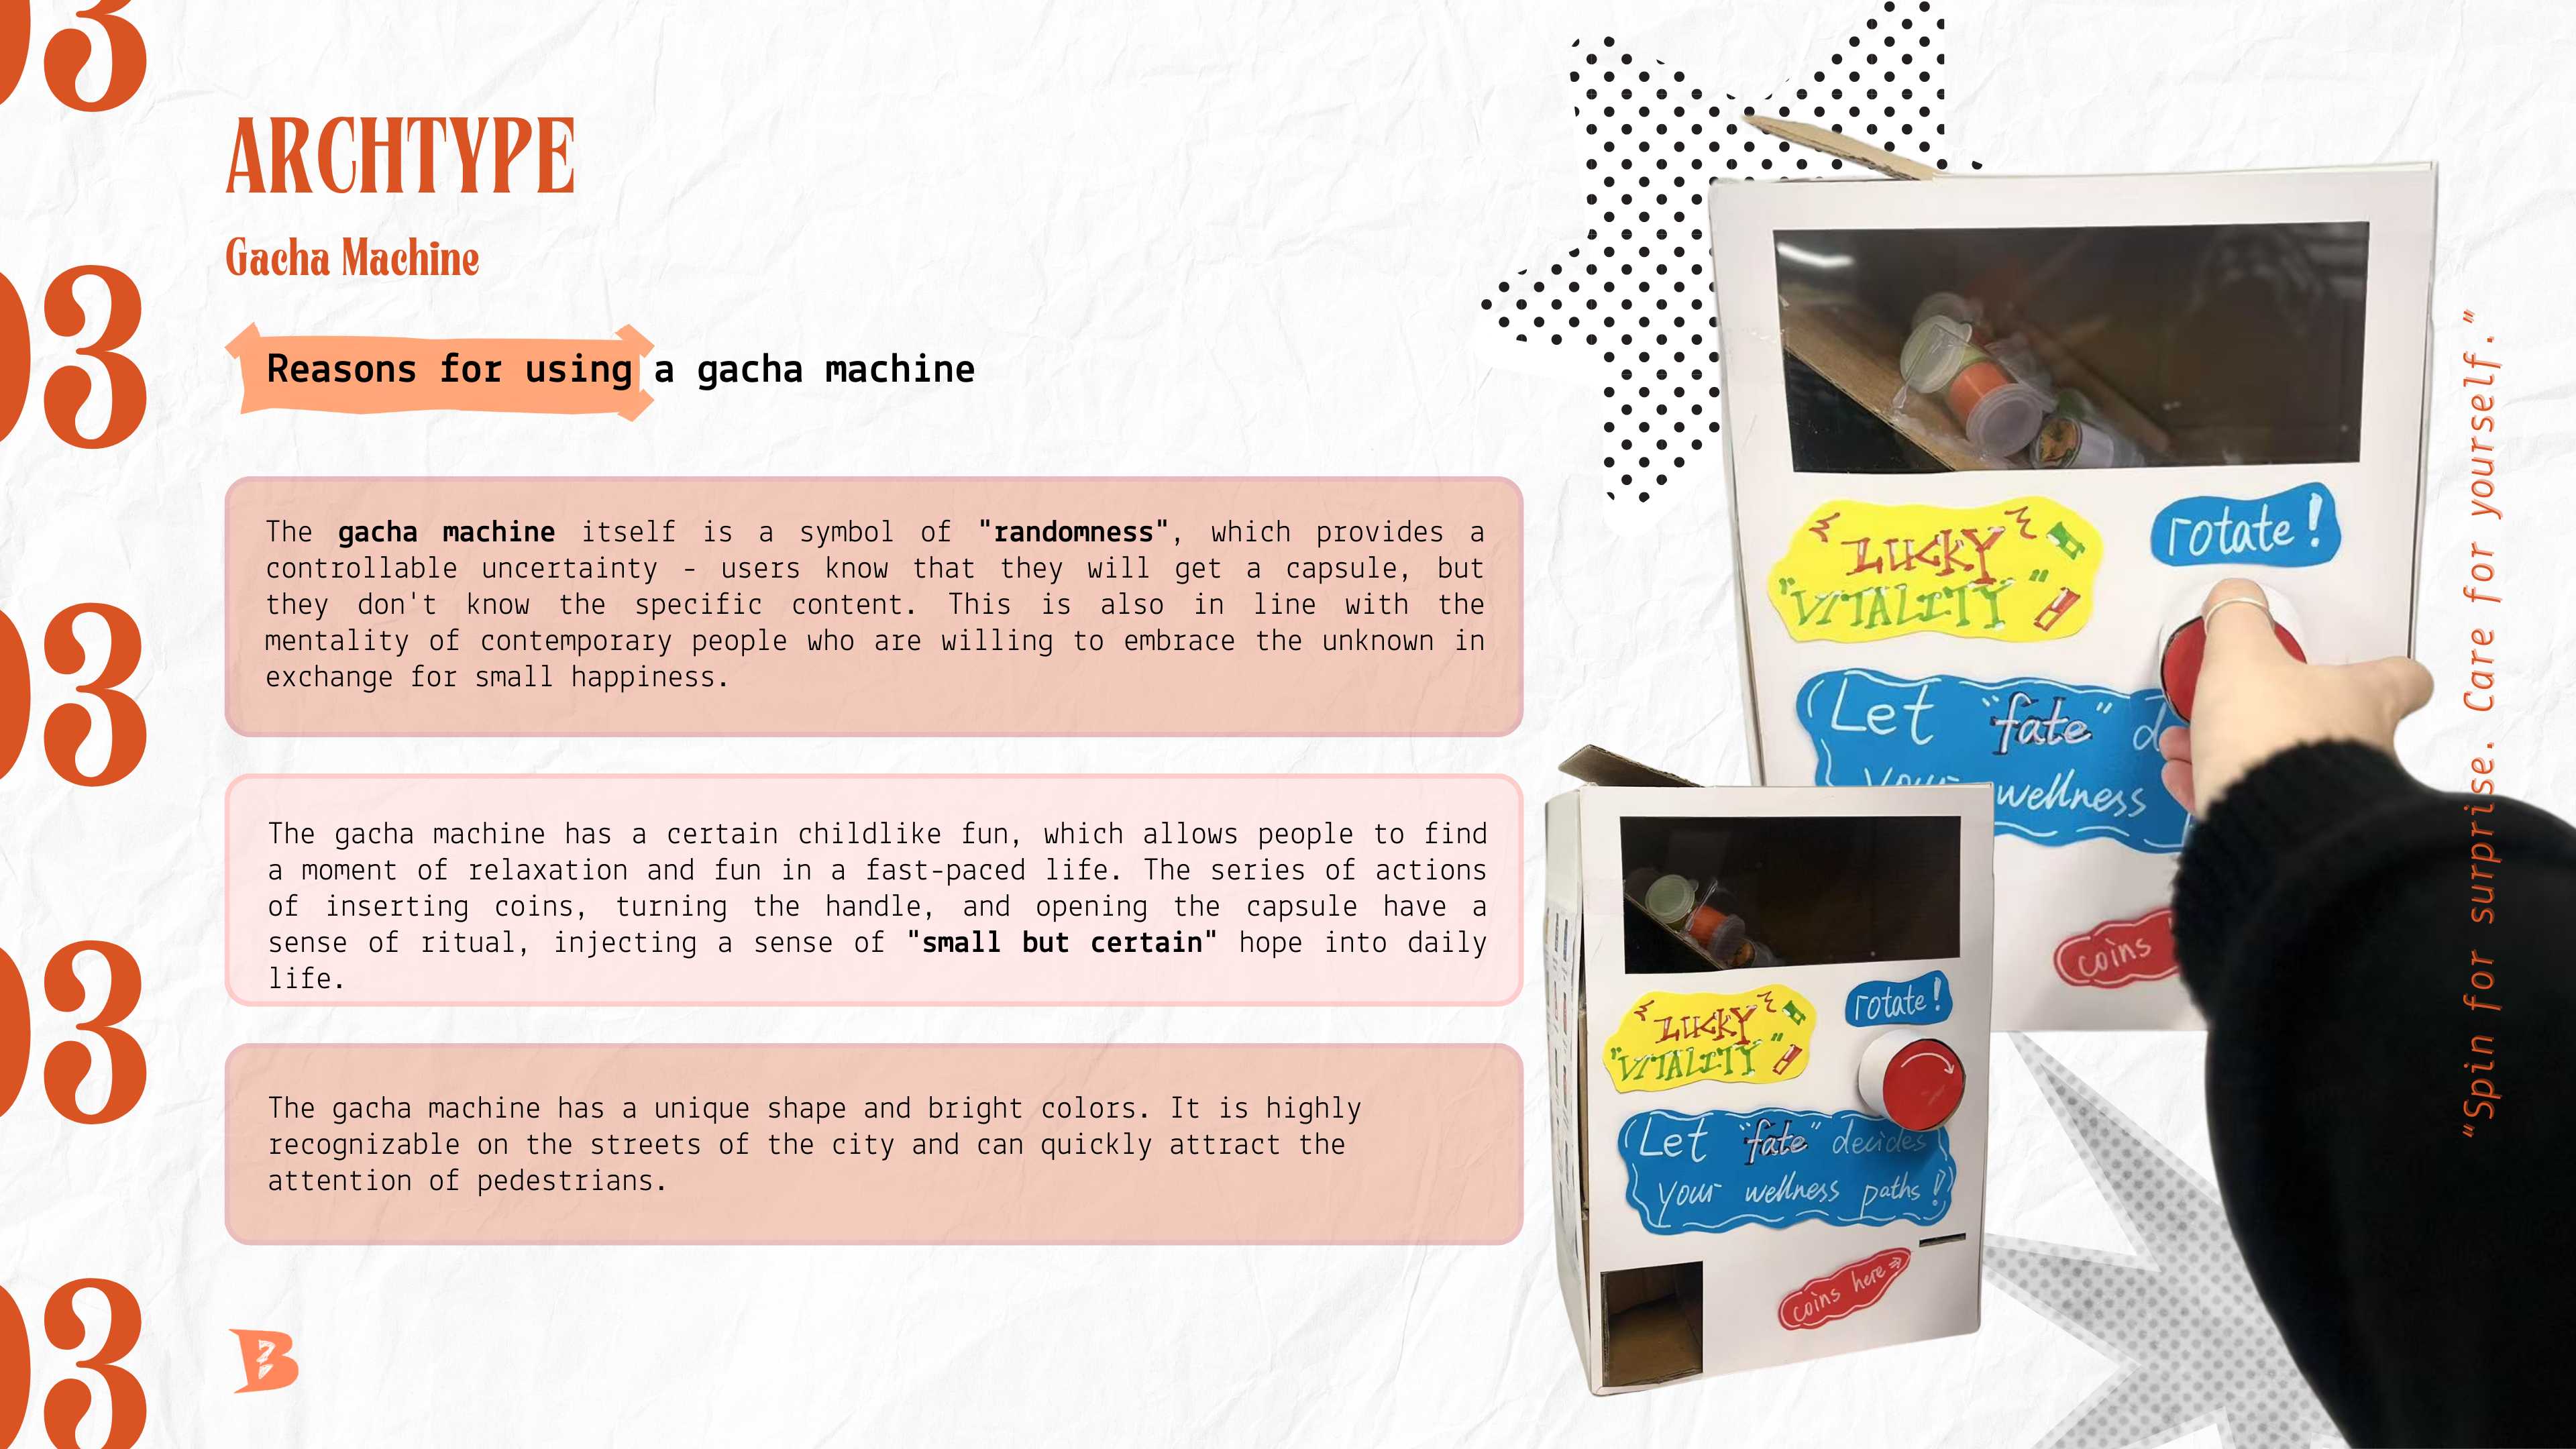 03
03
03
03
03
ARCHTYPE
Gacha Machine
Reasons for using a gacha machine
The gacha machine itself is a symbol of "randomness", which provides a
controllable uncertainty - users know that they will get a capsule, but
they don't know the specific content. This is also in line with the
mentality of contemporary people who are willing to embrace the unknown in
exchange for small happiness.
The gacha machine has a certain childlike fun, which allows people to find
a moment of relaxation and fun in a fast-paced life. The series of actions
of inserting coins, turning the handle, and opening the capsule have a
sense of ritual, injecting a sense of "small but certain" hope into daily
life.
The gacha machine has a unique shape and bright colors. It is highly
recognizable on the streets of the city and can quickly attract the
attention of pedestrians.
B
"LUCKY
"VITALITY"
rotate!
Let "fate" d
your wellness
coins
"LUCKY
"VITALITY"
rotate!
Let "fate" decides
your wellness paths!
coins here
"Spin for surprise. Care for yourself."